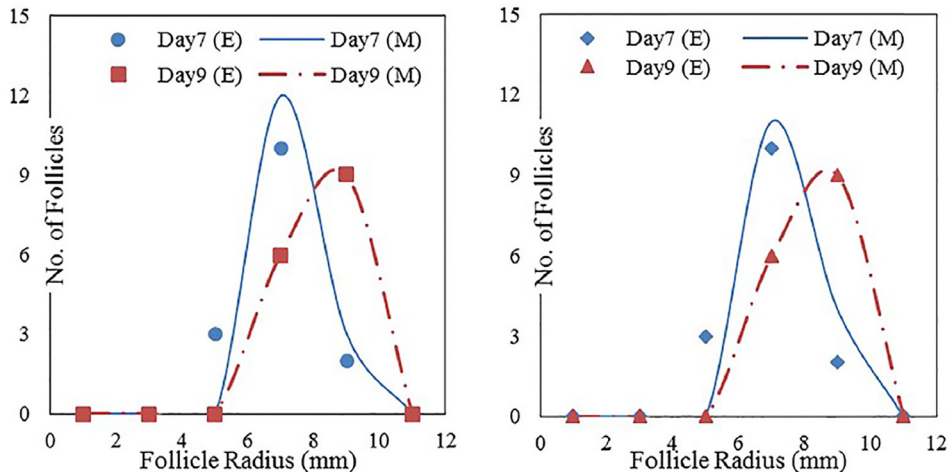 15
Day7 (E) Day7 (M)
Day9 (E) Day9 (M)
12
9
6
3
0
No. of Follicles
0 2 4 6 8 10 12
Follicle Radius (mm)
15
Day7 (E) Day7 (M)
Day9 (E) Day9 (M)
12
9
6
3
0
No. of Follicles
0 2 4 6 8 10 12
Follicle Radius (mm)